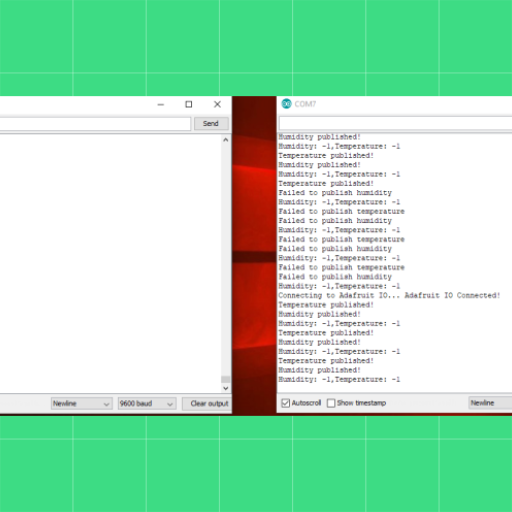 Send
Newline
9600 baud
Clear output
COM7
Humidity published!
Humidity: -1,Temperature: -1
Temperature published!
Humidity published!
Humidity: -1,Temperature: -1
Temperature published!
Failed to publish humidity
Humidity: -1,Temperature: -1
Failed to publish temperature
Failed to publish humidity
Humidity: -1,Temperature: -1
Failed to publish temperature
Failed to publish humidity
Humidity: -1,Temperature: -1
Failed to publish temperature
Failed to publish humidity
Humidity: -1,Temperature: -1
Connecting to Adafruit IO... Adafruit IO Connected!
Temperature published!
Humidity published!
Humidity: -1,Temperature: -1
Temperature published!
Humidity published!
Humidity: -1,Temperature: -1
Temperature published!
Humidity published!
Humidity: -1,Temperature: -1
Autoscroll
Show timestamp
Newline